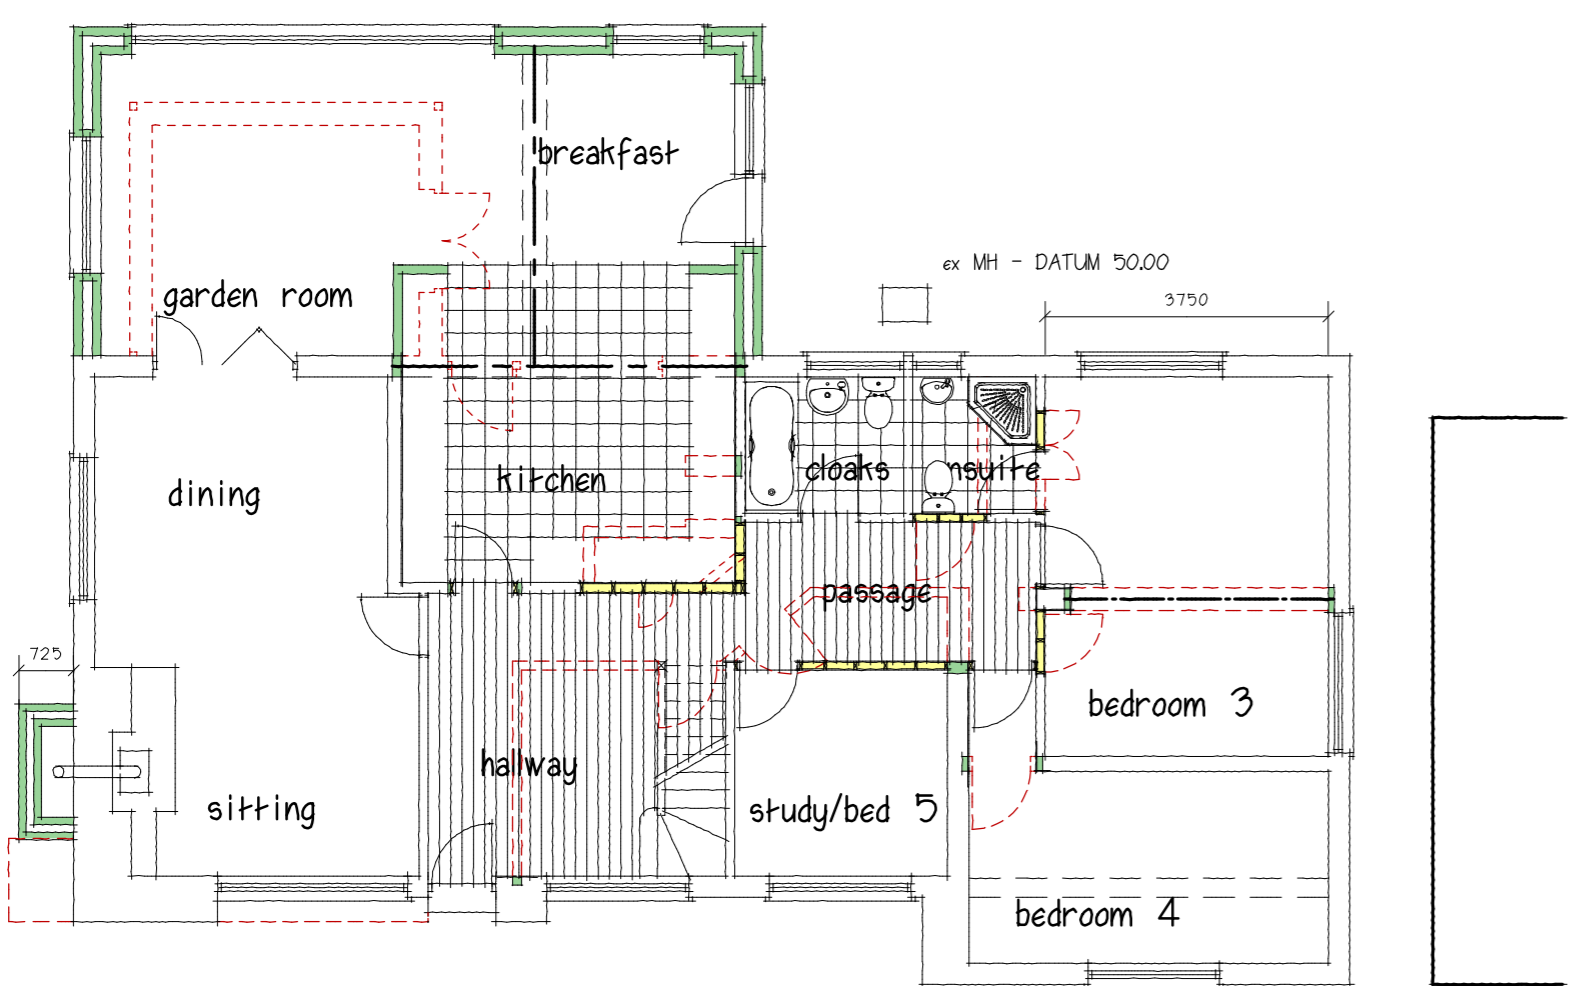 breakfast
ex MH - DATUM 50.00
garden room
3750
cloaks
nsuite
kitchen
dining
passage
725
bedroom 3
hallway
sitting
study/bed 5
bedroom 4